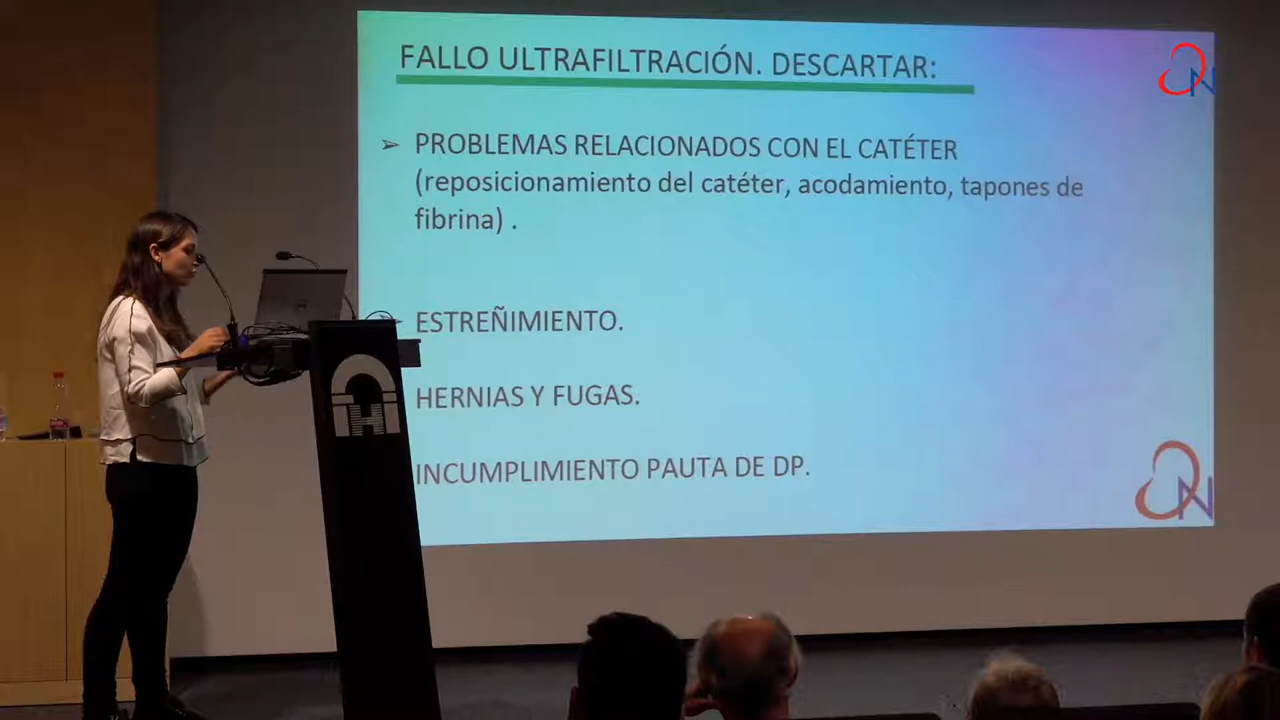 FALLO ULTRAFILTRACIÓN. DESCARTAR:
➢ PROBLEMAS RELACIONADOS CON EL CATÉTER
(reposicionamiento del catéter, acodamiento, tapones de
fibrina) .
ESTREÑIMIENTO.
HERNIAS Y FUGAS.
INCUMPLIMIENTO PAUTA DE DP.
N
N
H